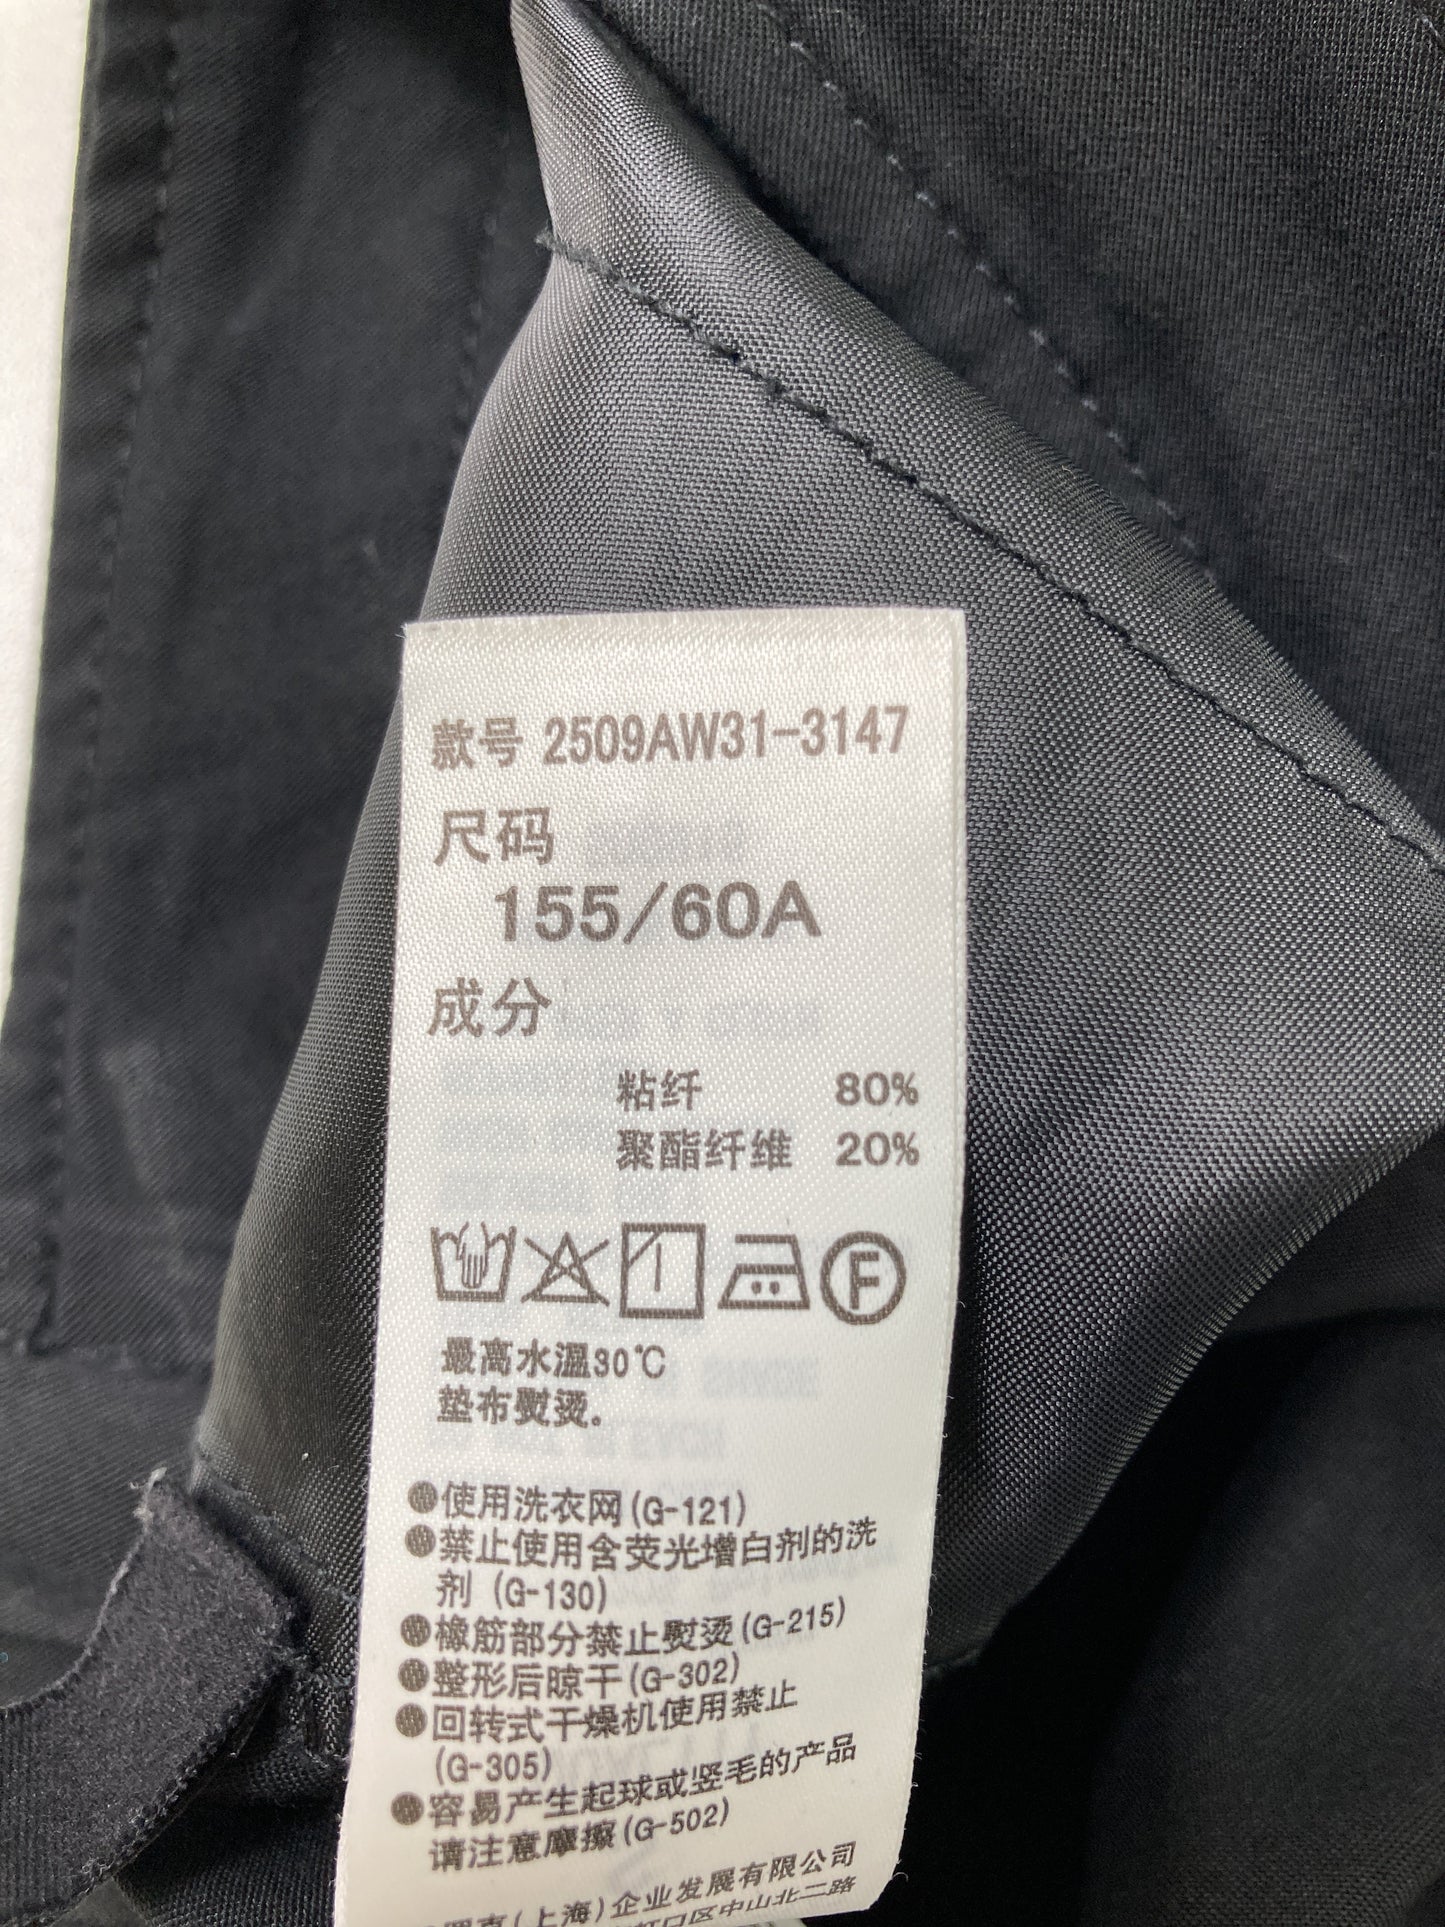 款号 2509AW31-3147
尺码
155/60A
成分
粘纤 80%
聚酯纤维 20%
F
最高水温30℃
垫布熨烫。
●使用洗衣网(G-121)
●禁止使用含荧光增白剂的洗
剂 (G-130)
●橡筋部分禁止熨烫(G-215)
●整形后晾干(G-302)
●回转式干燥机使用禁止
(G-305)
●容易产生起球或竖毛的产品
请注意摩擦(G-502)
(上海)企业发展有限公司
虹口区中山北二路